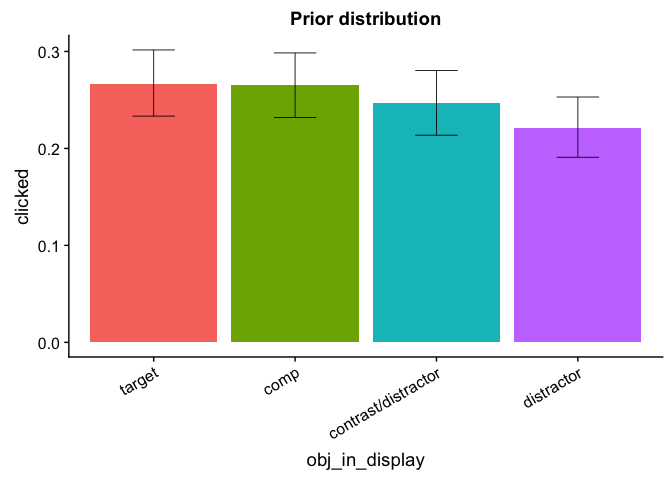 Prior distribution
0.3
0.2
0.1
0.0
clicked
target
comp
contrast/distractor
distractor
obj_in_display